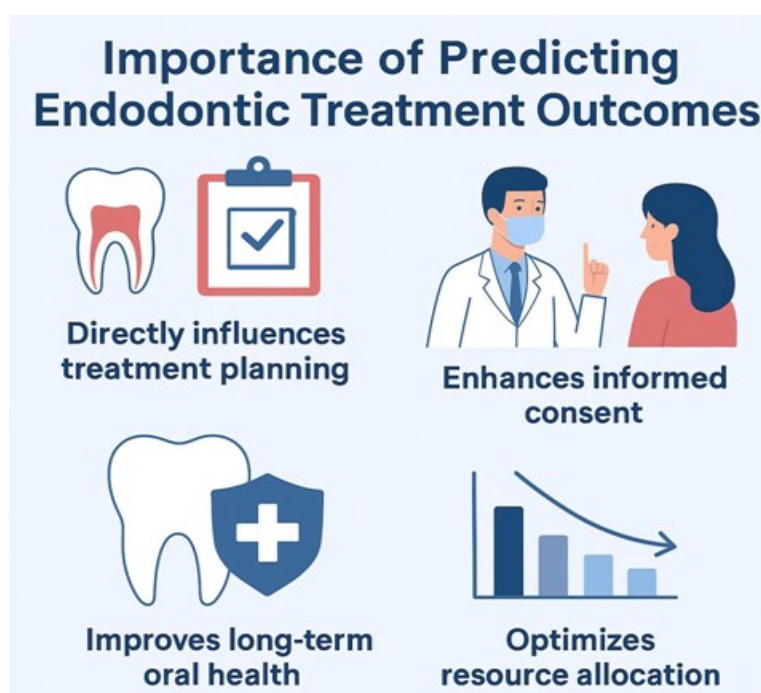 Importance of Predicting
Endodontic Treatment Outcomes
Directly influences
treatment planning
Enhances informed
consent
Improves long-term
oral health
Optimizes
resource allocation